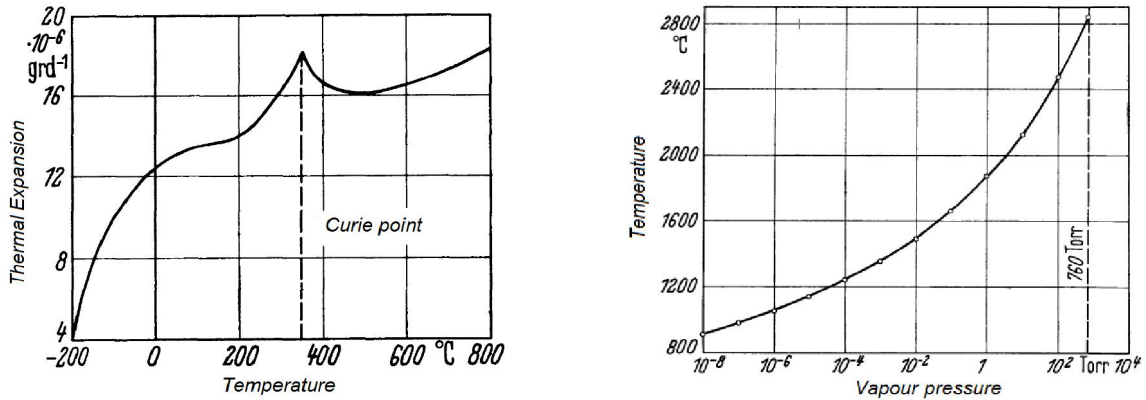 20
·10⁻⁶
grd⁻¹
16
12
8
4
Thermal Expansion
Curie point
-200 0 200 400 600 °C 800
Temperature
2800
°C
2400
2000
1600
1200
800
Temperature
760 Torr
10⁻⁸ 10⁻⁶ 10⁻⁴ 10⁻² 1 10² Torr 10⁴
Vapour pressure